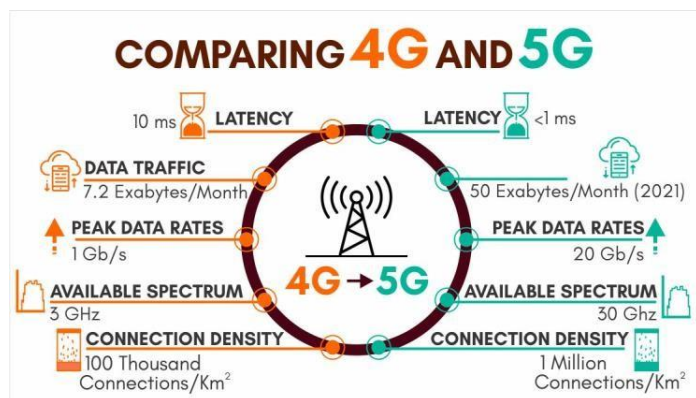 COMPARING 4G AND 5G
10 ms LATENCY
LATENCY <1 ms
DATA TRAFFIC
7.2 Exabytes/Month
50 Exabytes/Month (2021)
PEAK DATA RATES
1 Gb/s
PEAK DATA RATES
20 Gb/s
4G → 5G
AVAILABLE SPECTRUM
3 GHz
AVAILABLE SPECTRUM
30 Ghz
CONNECTION DENSITY
100 Thousand
Connections/Km²
CONNECTION DENSITY
1 Million
Connections/Km²